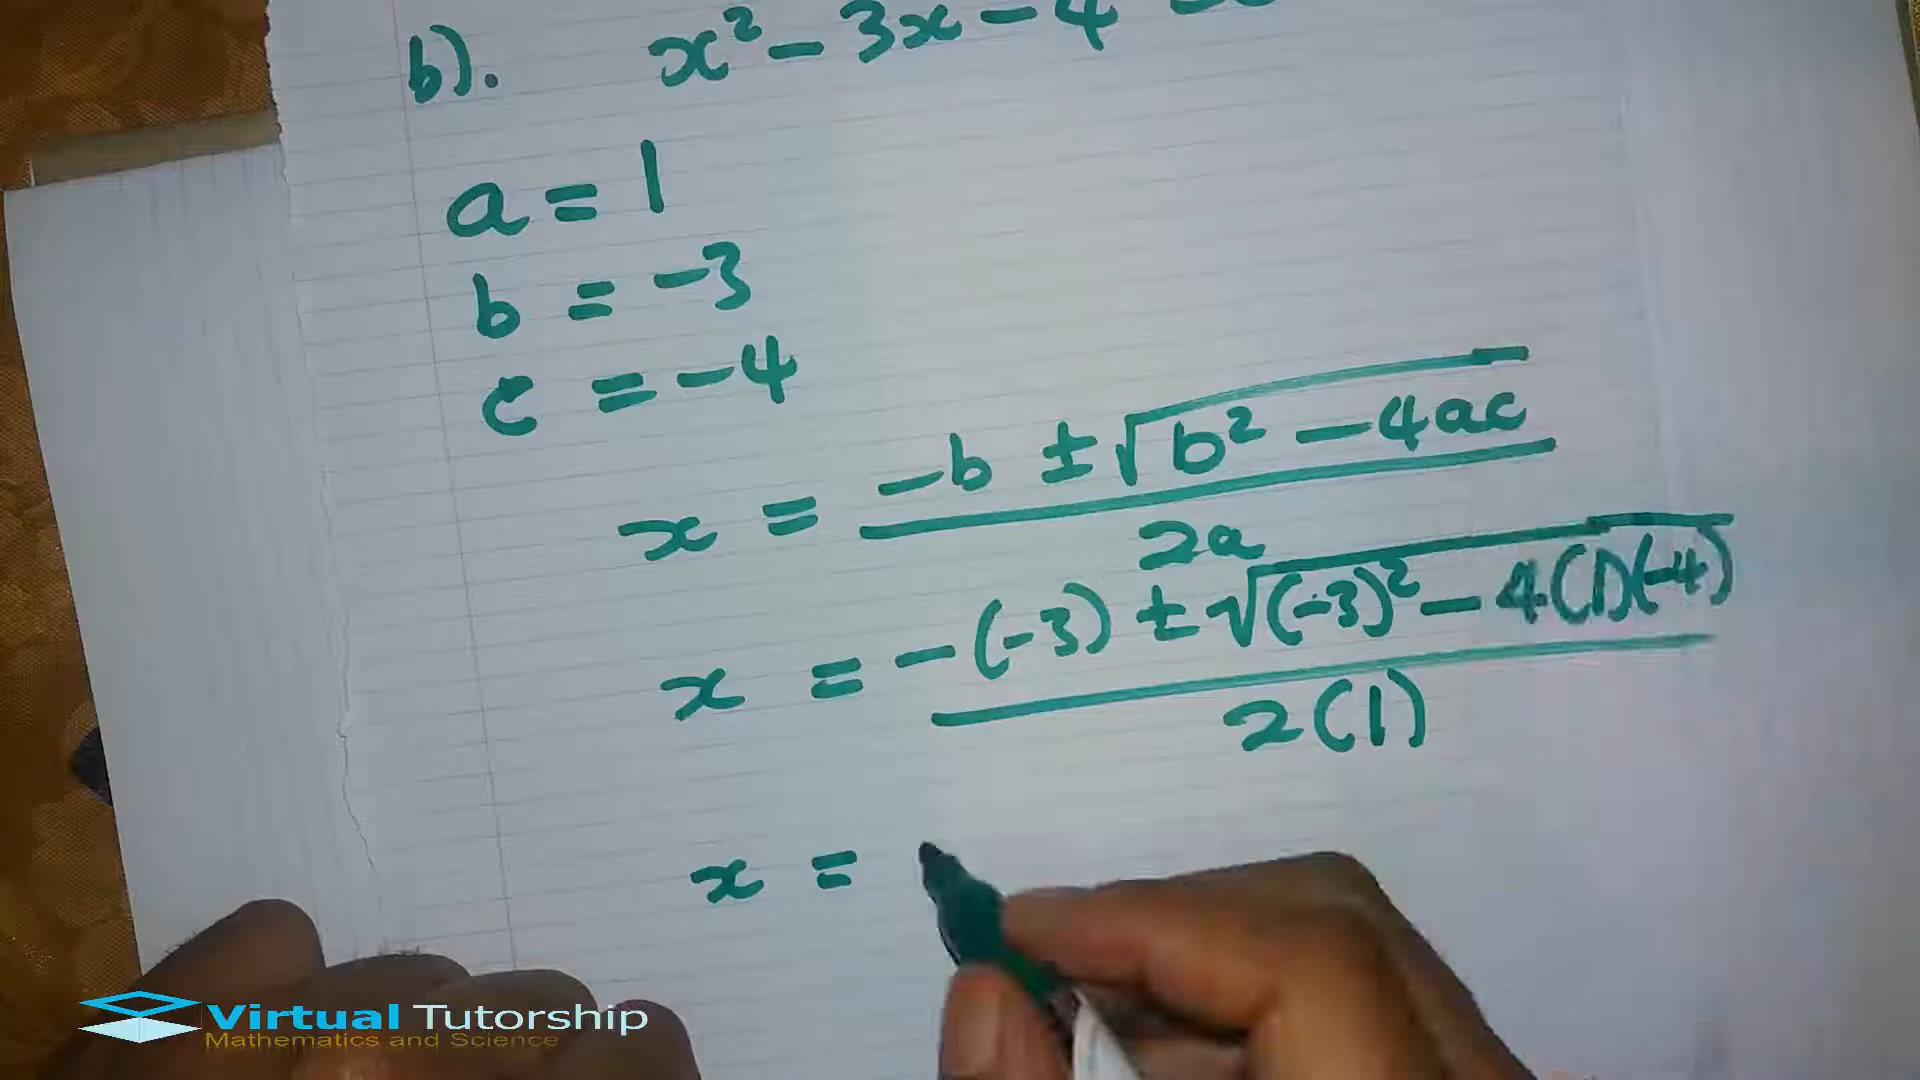 b). x² - 3x - 4
a = 1
b = -3
c = -4
x = -b ± √b² - 4ac / 2a
x = -(-3) ± √(-3)² - 4(1)(-4) / 2(1)
x =
Virtual Tutorship
Mathematics and Science